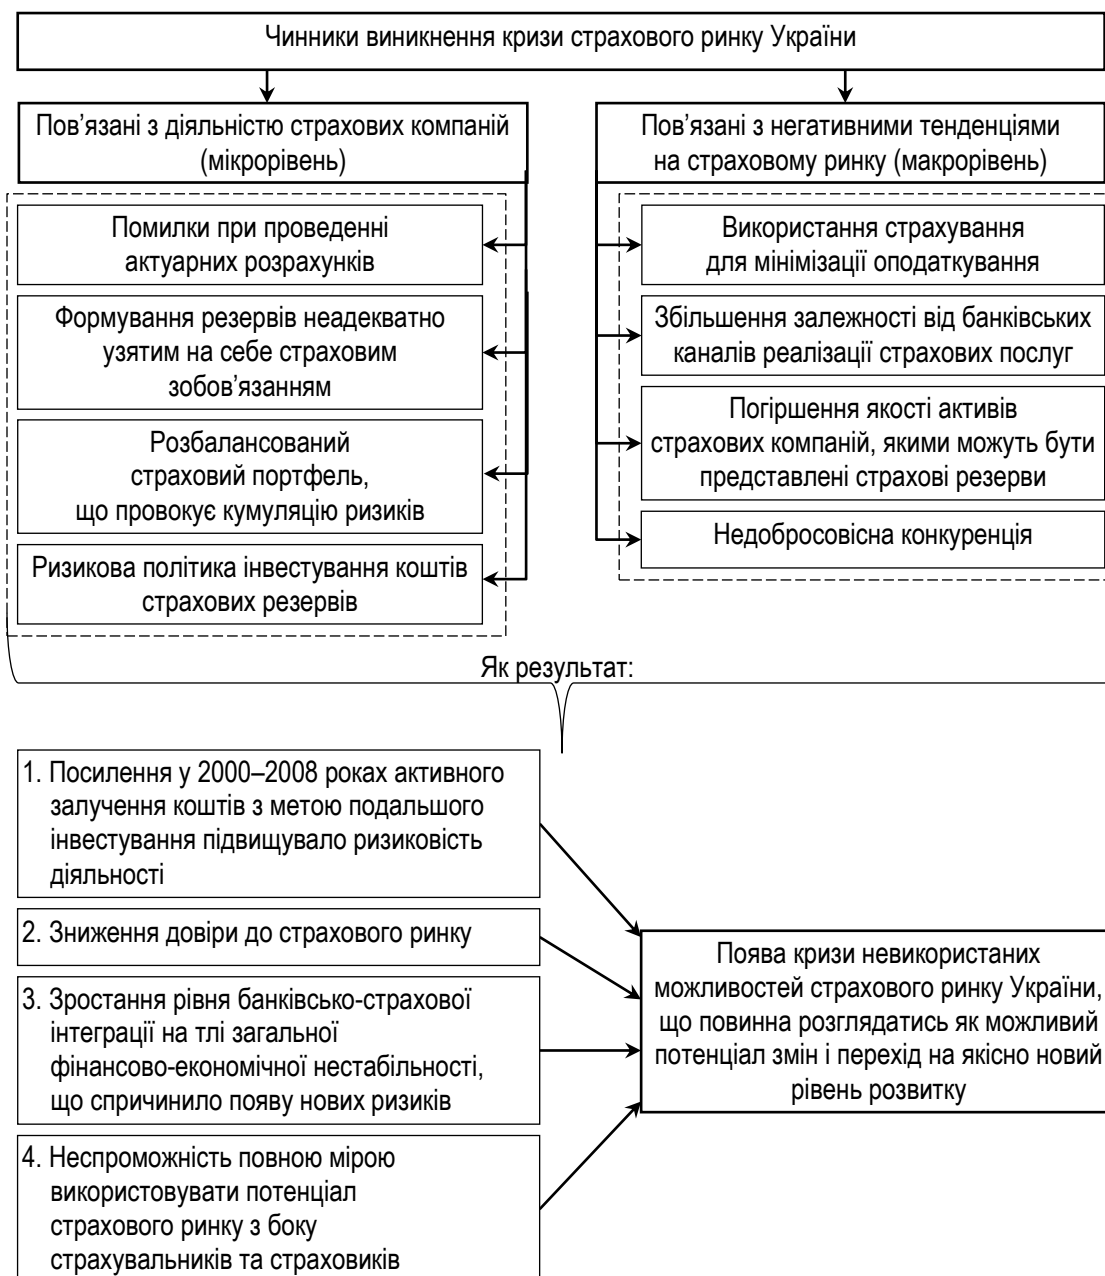 Чинники виникнення кризи страхового ринку України
Пов’язані з діяльністю страхових компаній
(мікрорівень)
Пов’язані з негативними тенденціями
на страховому ринку (макрорівень)
Помилки при проведенні
актуарних розрахунків
Формування резервів неадекватно
узятим на себе страховим
зобов’язанням
Розбалансований
страховий портфель,
що провокує кумуляцію ризиків
Ризикова політика інвестування коштів
страхових резервів
Використання страхування
для мінімізації оподаткування
Збільшення залежності від банківських
каналів реалізації страхових послуг
Погіршення якості активів
страхових компаній, якими можуть бути
представлені страхові резерви
Недобросовісна конкуренція
Як результат:
1. Посилення у 2000–2008 роках активного
залучення коштів з метою подальшого
інвестування підвищувало ризиковість
діяльності
2. Зниження довіри до страхового ринку
3. Зростання рівня банківсько-страхової
інтеграції на тлі загальної
фінансово-економічної нестабільності,
що спричинило появу нових ризиків
4. Неспроможність повною мірою
використовувати потенціал
страхового ринку з боку
страхувальників та страховиків
Поява кризи невикористаних
можливостей страхового ринку України,
що повинна розглядатись як можливий
потенціал змін і перехід на якісно новий
рівень розвитку